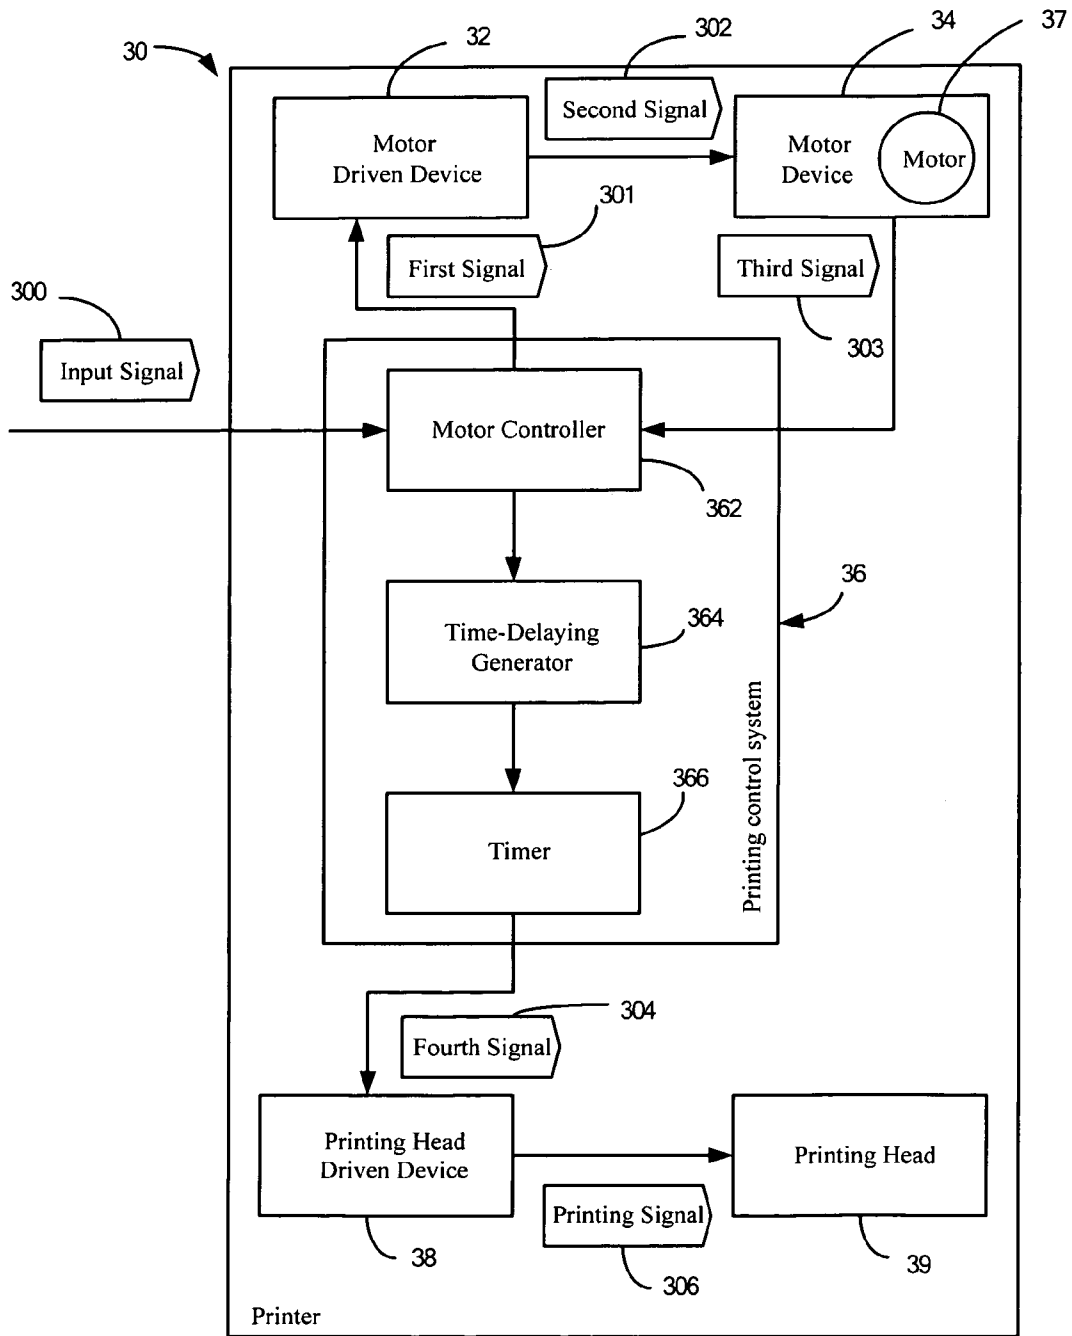 30
32
302
34
37
Second Signal
Motor
Driven Device
Motor
Device
Motor
301
First Signal
Third Signal
303
300
Input Signal
Motor Controller
362
36
Time-Delaying
Generator
364
Printing control system
366
Timer
304
Fourth Signal
Printing Head
Driven Device
Printing Head
Printing Signal
38
306
39
Printer